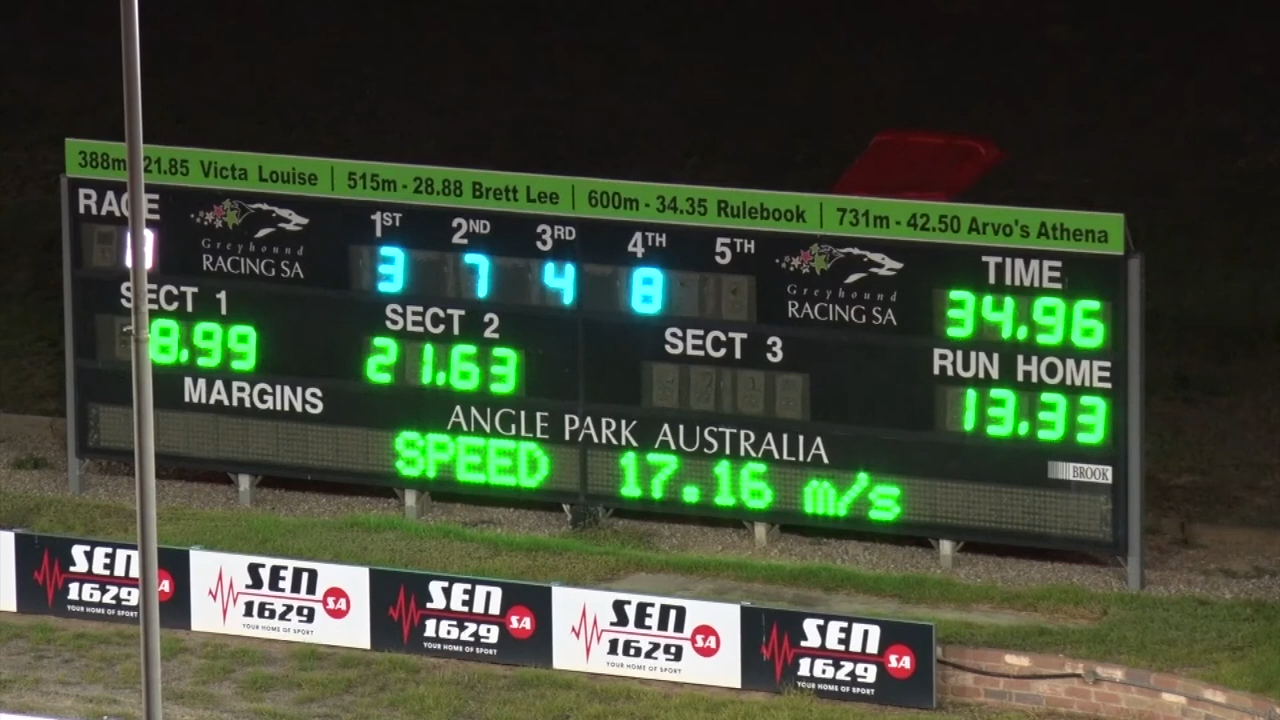 388m 21.85 Victa Louise | 515m - 28.88 Brett Lee | 600m - 34.35 Rulebook | 731m - 42.50 Arvo's Athena
RACE
Greyhound
RACING SA
1ST 2ND 3RD 4TH 5TH
3 7 4 8
Greyhound
RACING SA
TIME
34.96
SECT 1
8.99
SECT 2
21.63
SECT 3
RUN HOME
13.33
MARGINS
ANGLE PARK AUSTRALIA
SPEED 17.16 m/s
BROOK
SEN
1629 SA
YOUR HOME OF SPORT
SEN
1629 SA
YOUR HOME OF SPORT
SEN
1629 SA
YOUR HOME OF SPORT
SEN
1629 SA
YOUR HOME OF SPORT
SEN
1629 SA
YOUR HOME OF SPORT